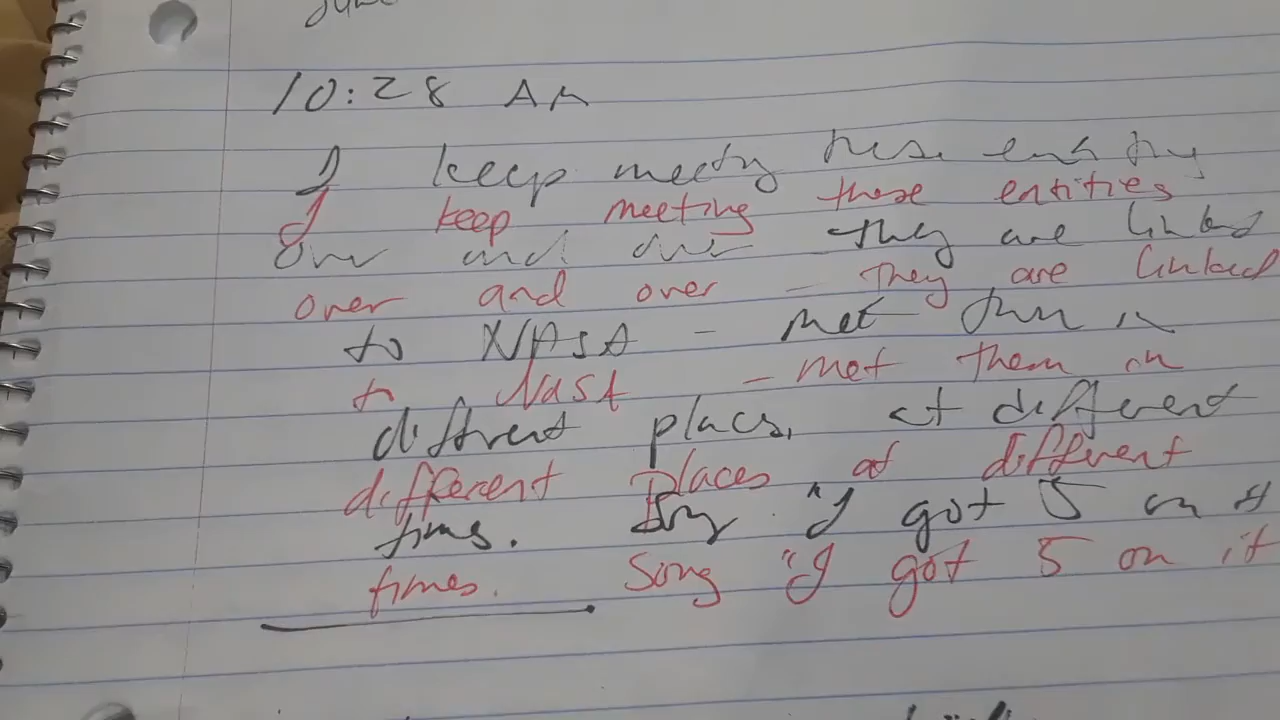 June
10:28 AM
I keep meeting these entity
I keep meeting these entities
over and over - they are linked
over and over - They are linked
to NASA - met them in
to NASA - met them in
different places, at different
different places at different
times. Song "I got 5 on it
times. Song "I got 5 on it